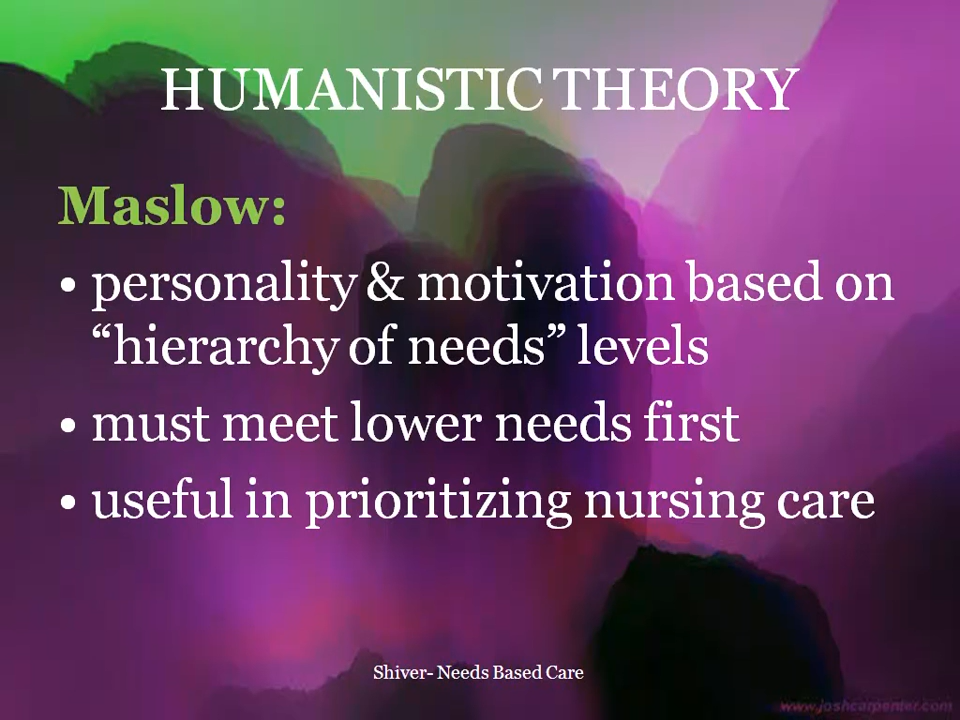 HUMANISTIC THEORY
Maslow:
• personality & motivation based on
“hierarchy of needs” levels
• must meet lower needs first
• useful in prioritizing nursing care
Shiver- Needs Based Care
www.joshcarpenter.com